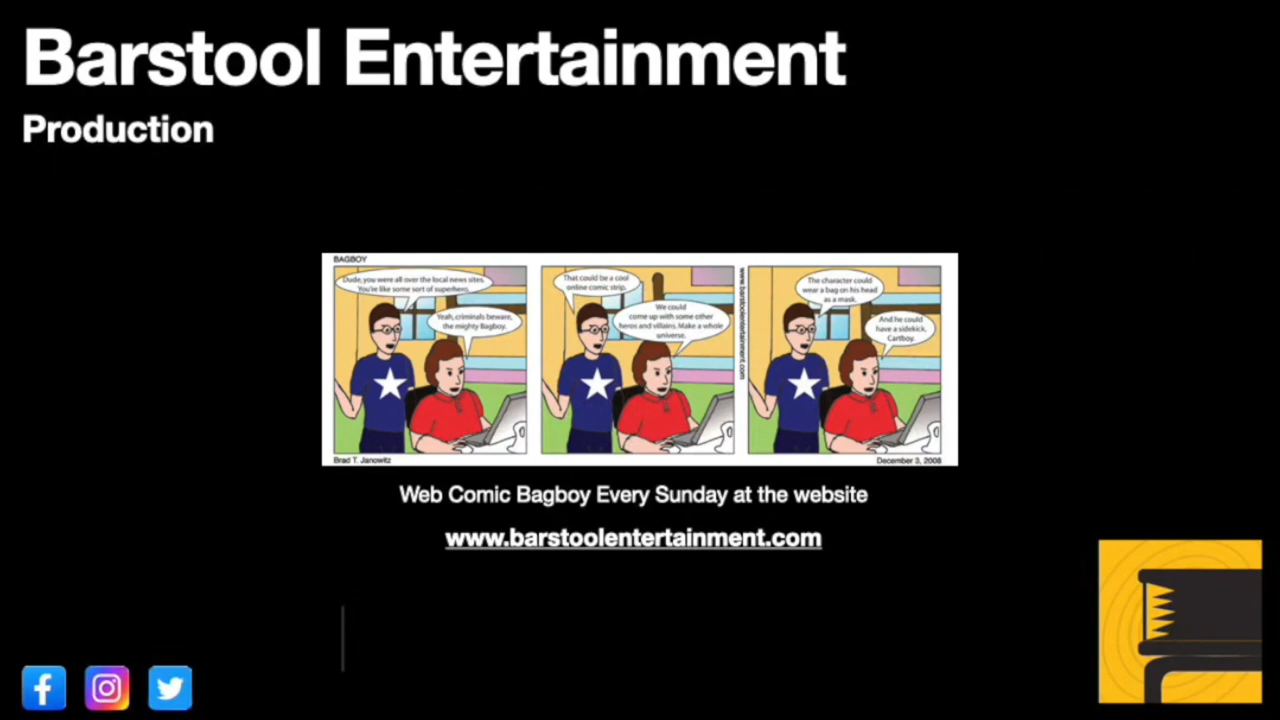 Barstool Entertainment
Production
BAGBOY
Dude, you were all over the local news sites.
You're like some sort of superhero.
Yeah, criminals beware,
the mighty Bagboy.
That could be a cool
online comic strip.
We could
come up with some other
heros and villains. Make a whole
universe.
www.barstoolentertainment.com
The character could
wear a bag on his head
as a mask.
And he could
have a sidekick,
Cartboy.
Brad T. Janowitz
December 3, 2008
Web Comic Bagboy Every Sunday at the website
www.barstoolentertainment.com